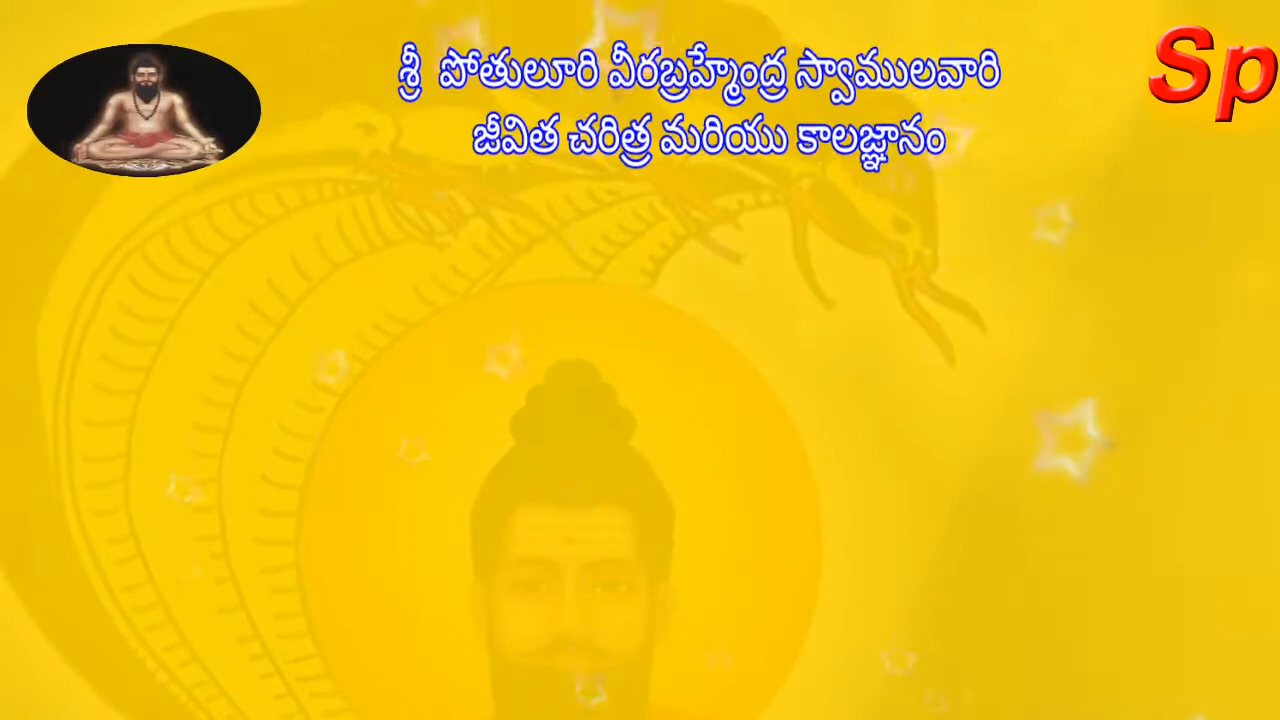 శ్రీ పోతులూరి వీరబ్రహ్మేంద్ర స్వాములవారి
జీవిత చరిత్ర మరియు కాలజ్ఞానం
Sp